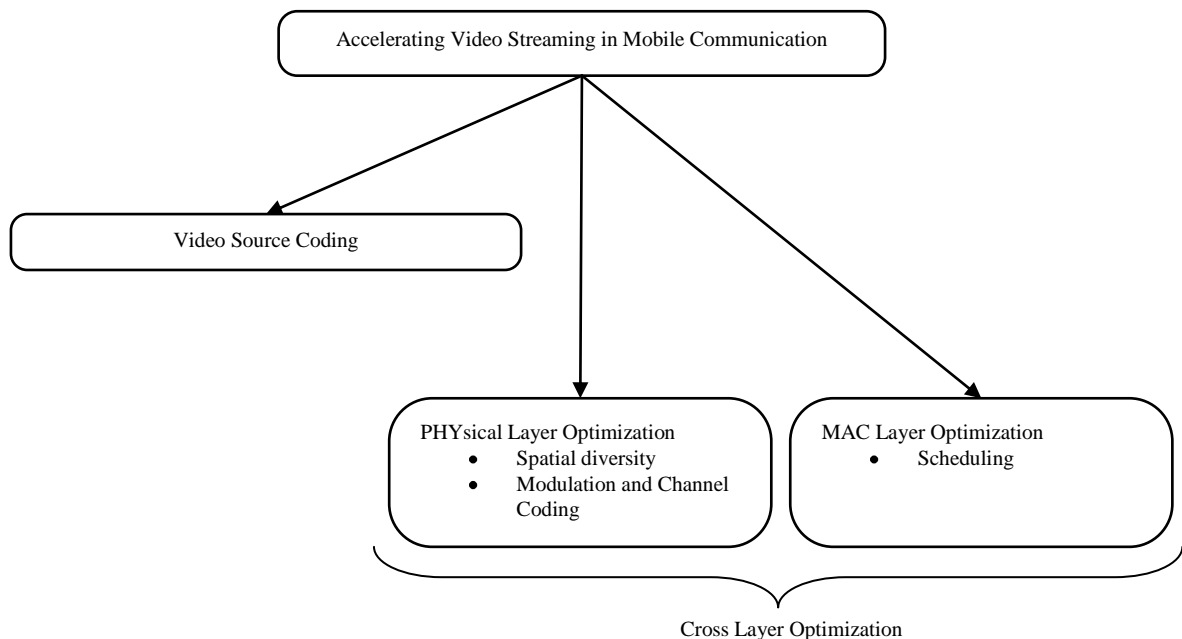 Accelerating Video Streaming in Mobile Communication
Video Source Coding
PHYsical Layer Optimization
● Spatial diversity
● Modulation and Channel
Coding
MAC Layer Optimization
● Scheduling
Cross Layer Optimization